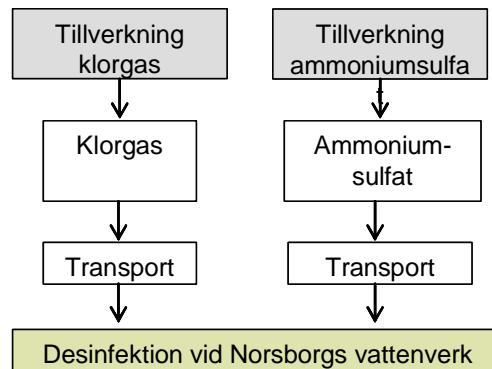 Tillverkning
klorgas
Tillverkning
ammoniumsulfa
t
Klorgas
Ammonium-
sulfat
Transport
Transport
Desinfektion vid Norsborgs vattenverk